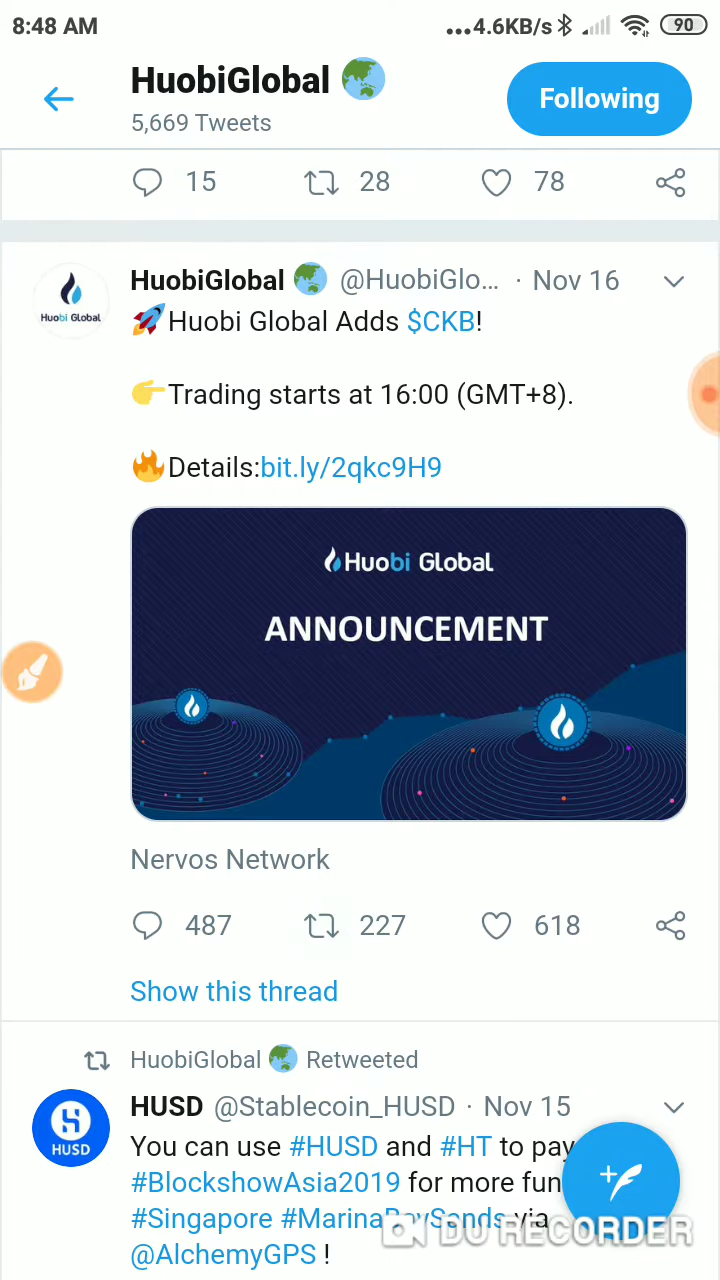 8:48 AM
...4.6KB/s
90
HuobiGlobal
5,669 Tweets
Following
15
28
78
HuobiGlobal @HuobiGlo... · Nov 16
🚀Huobi Global Adds $CKB!
👉Trading starts at 16:00 (GMT+8).
🔥Details:bit.ly/2qkc9H9
Huobi Global
Huobi Global
ANNOUNCEMENT
Nervos Network
487
227
618
Show this thread
HuobiGlobal Retweeted
HUSD @Stablecoin_HUSD · Nov 15
HUSD
You can use #HUSD and #HT to pay
#BlockshowAsia2019 for more fun
#Singapore #MarinaBaySands via
@AlchemyGPS !
DU RECORDER